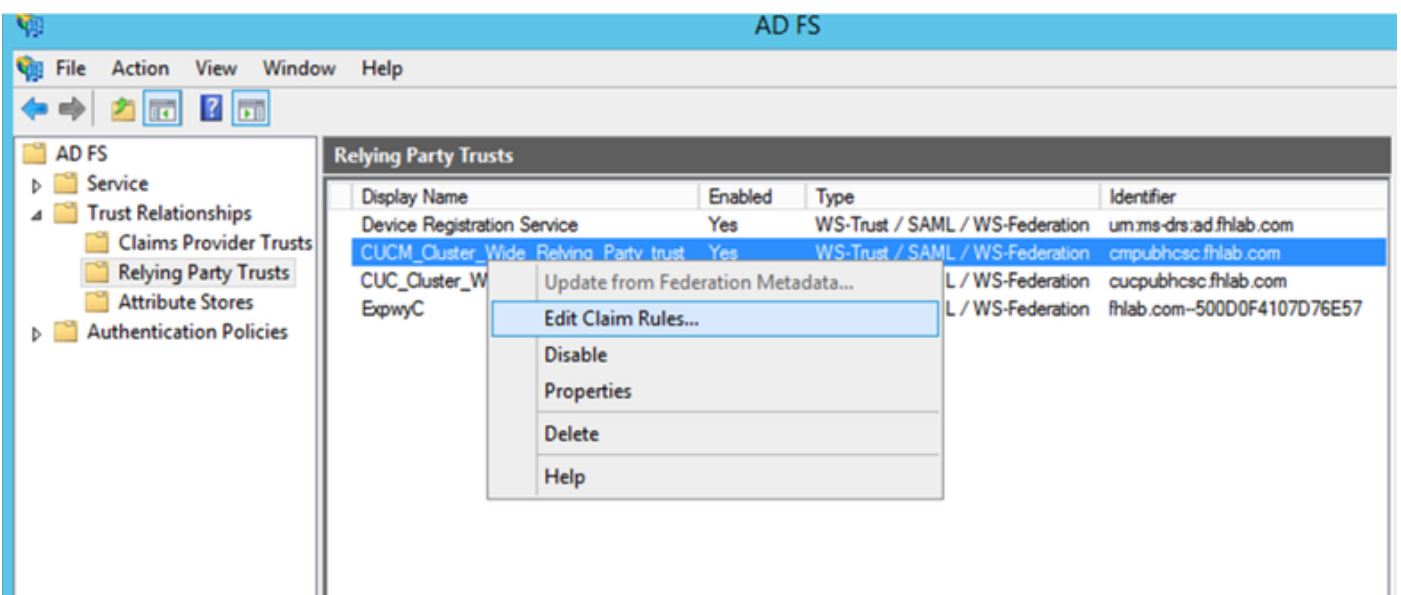 AD FS
File Action View Window Help
AD FS
Service
Trust Relationships
Claims Provider Trusts
Relying Party Trusts
Attribute Stores
Authentication Policies
Relying Party Trusts
Display Name Enabled Type Identifier
Device Registration Service Yes WS-Trust / SAML / WS-Federation urn:ms-drs:ad.fhlab.com
CUCM_Cluster_Wide_Relying_Party_trust Yes WS-Trust / SAML / WS-Federation cmpubhcsc.fhlab.com
CUC_Cluster_W L / WS-Federation cucpubhcsc.fhlab.com
ExpwyC L / WS-Federation fhlab.com--500D0F4107D76E57
Update from Federation Metadata...
Edit Claim Rules...
Disable
Properties
Delete
Help